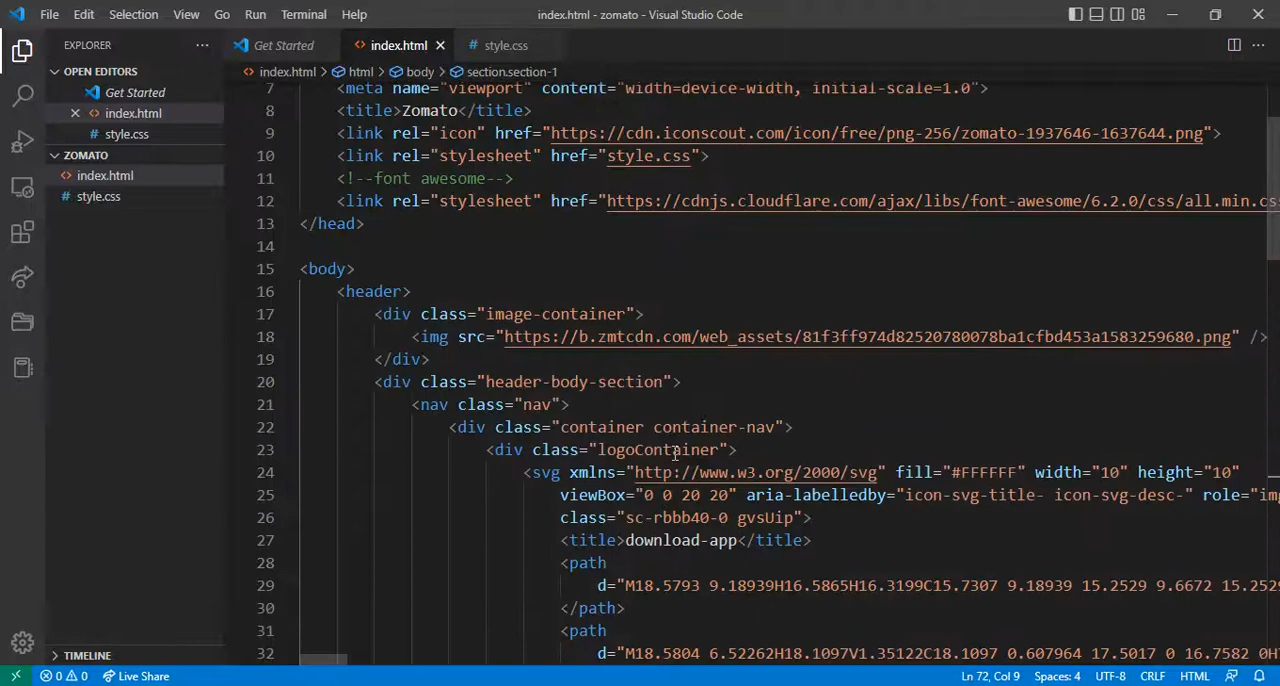 File Edit Selection View Go Run Terminal Help
index.html - zomato - Visual Studio Code
EXPLORER
Get Started
index.html
style.css
OPEN EDITORS
Get Started
index.html
style.css
ZOMATO
index.html
style.css
TIMELINE
index.html > html > body > section.section-1
7 <meta name="viewport" content="width=device-width, initial-scale=1.0">
8 <title>Zomato</title>
9 <link rel="icon" href="https://cdn.iconscout.com/icon/free/png-256/zomato-1937646-1637644.png">
10 <link rel="stylesheet" href="style.css">
11 <!--font awesome-->
12 <link rel="stylesheet" href="https://cdnjs.cloudflare.com/ajax/libs/font-awesome/6.2.0/css/all.min.css
13 </head>
14
15 <body>
16 <header>
17 <div class="image-container">
18 <img src="https://b.zmtcdn.com/web_assets/81f3ff974d82520780078ba1cfbd453a1583259680.png" />
19 </div>
20 <div class="header-body-section">
21 <nav class="nav">
22 <div class="container container-nav">
23 <div class="logoContainer">
24 <svg xmlns="http://www.w3.org/2000/svg" fill="#FFFFFF" width="10" height="10"
25 viewBox="0 0 20 20" aria-labelledby="icon-svg-title- icon-svg-desc-" role="img
26 class="sc-rbbb40-0 gvsUip">
27 <title>download-app</title>
28 <path
29 d="M18.5793 9.18939H16.5865H16.3199C15.7307 9.18939 15.2529 9.6672 15.2529
30 </path>
31 <path
32 d="M18.5804 6.52262H18.1097V1.35122C18.1097 0.607964 17.5017 0 16.7582 0H7
0 0 Live Share
Ln 72, Col 9 Spaces: 4 UTF-8 CRLF HTML